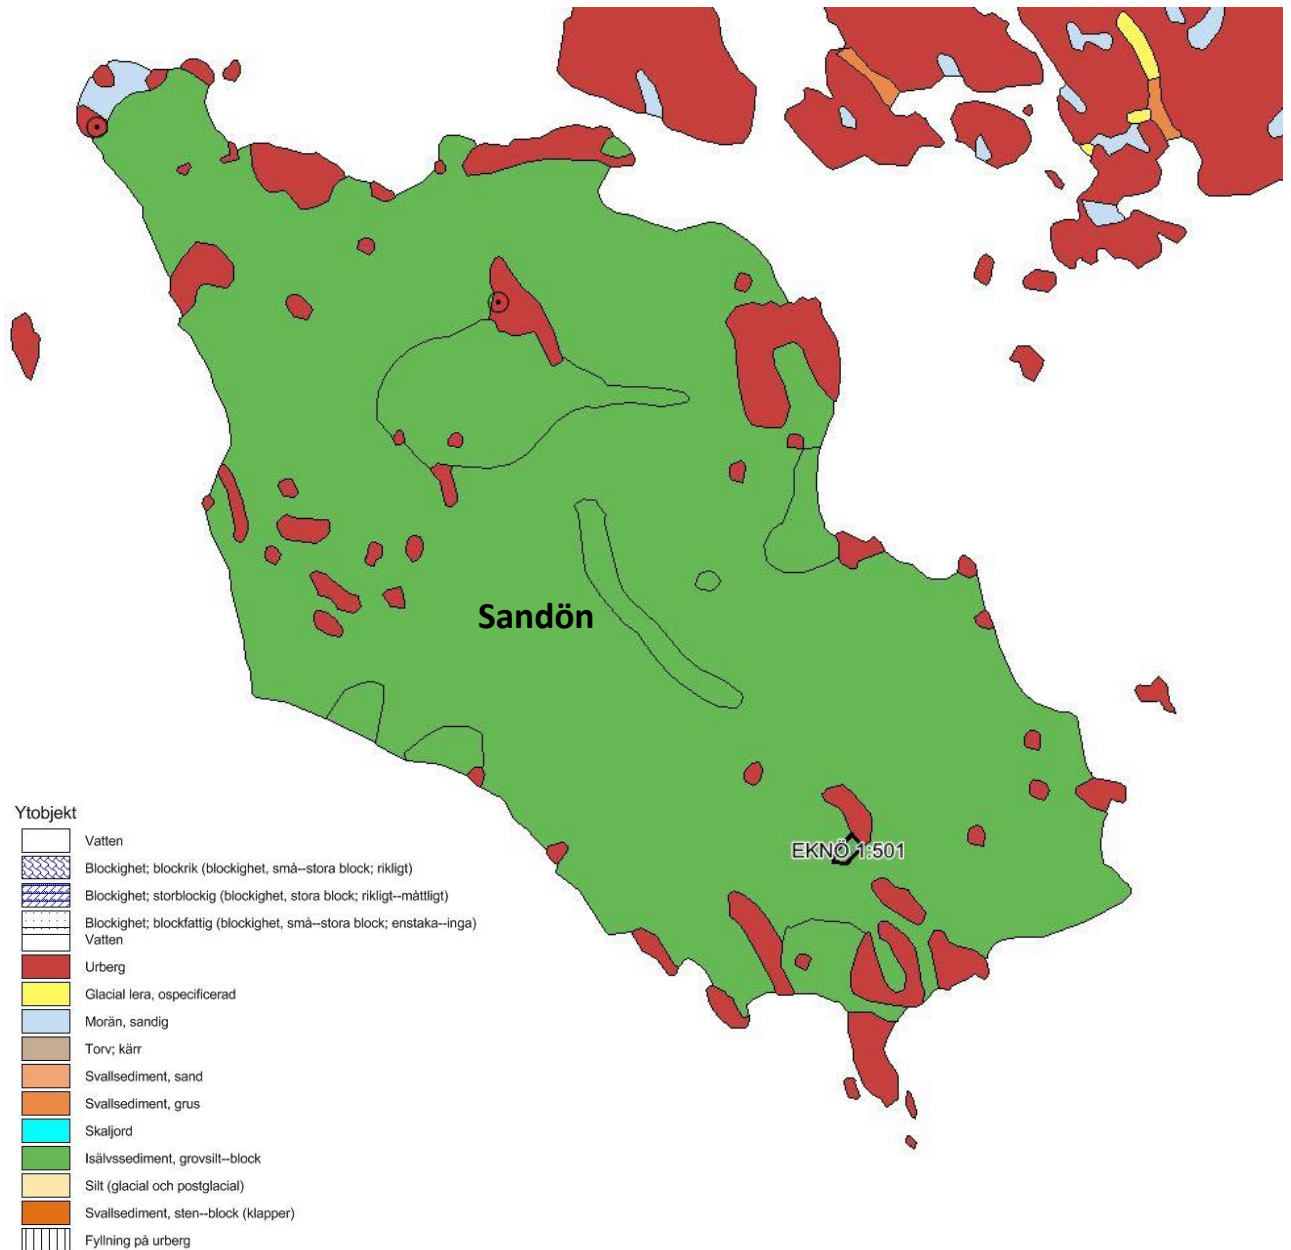 Sandön
EKNÖ 1:501
Ytobjekt
Vatten
Blockighet; blockrik (blockighet, små--stora block; rikligt)
Blockighet; storblockig (blockighet, stora block; rikligt--måttligt)
Blockighet; blockfattig (blockighet, små--stora block; enstaka--inga)
Vatten
Urberg
Glacial lera, ospecificerad
Morän, sandig
Torv; kärr
Svallsediment, sand
Svallsediment, grus
Skaljord
Isälvssediment, grovsilt--block
Silt (glacial och postglacial)
Svallsediment, sten--block (klapper)
Fyllning på urberg